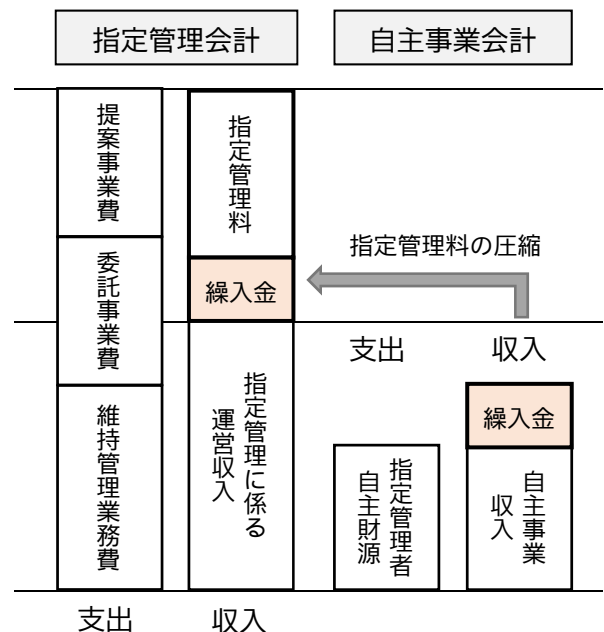 指定管理会計
自主事業会計
提案事業費
委託事業費
維持管理業務費
指定管理料
繰入金
指定管理に係る
運営収入
指定管理料の圧縮
支出
収入
指定管理者
自主財源
繰入金
自主事業
収入
支出
収入